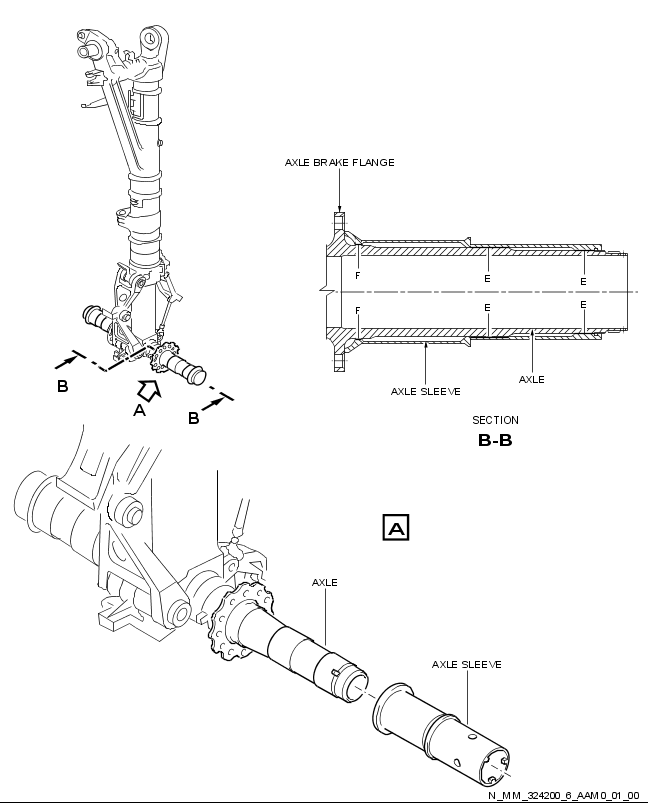 AXLE BRAKE FLANGE
F
E
E
F
E
E
B
A
B
AXLE SLEEVE
AXLE
SECTION
B-B
A
AXLE
AXLE SLEEVE
N_MM_324200_6_AAM0_01_00